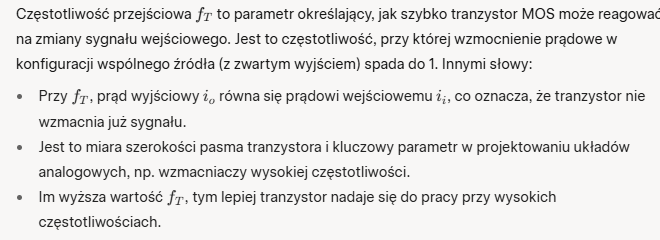 Częstotliwość przejściowa f_T to parametr określający, jak szybko tranzystor MOS może reagować
na zmiany sygnału wejściowego. Jest to częstotliwość, przy której wzmocnienie prądowe w
konfiguracji wspólnego źródła (z zwartym wyjściem) spada do 1. Innymi słowy:
• Przy f_T, prąd wyjściowy i_o równa się prądowi wejściowemu i_i, co oznacza, że tranzystor nie
wzmacnia już sygnału.
• Jest to miara szerokości pasma tranzystora i kluczowy parametr w projektowaniu układów
analogowych, np. wzmacniaczy wysokiej częstotliwości.
• Im wyższa wartość f_T, tym lepiej tranzystor nadaje się do pracy przy wysokich
częstotliwościach.